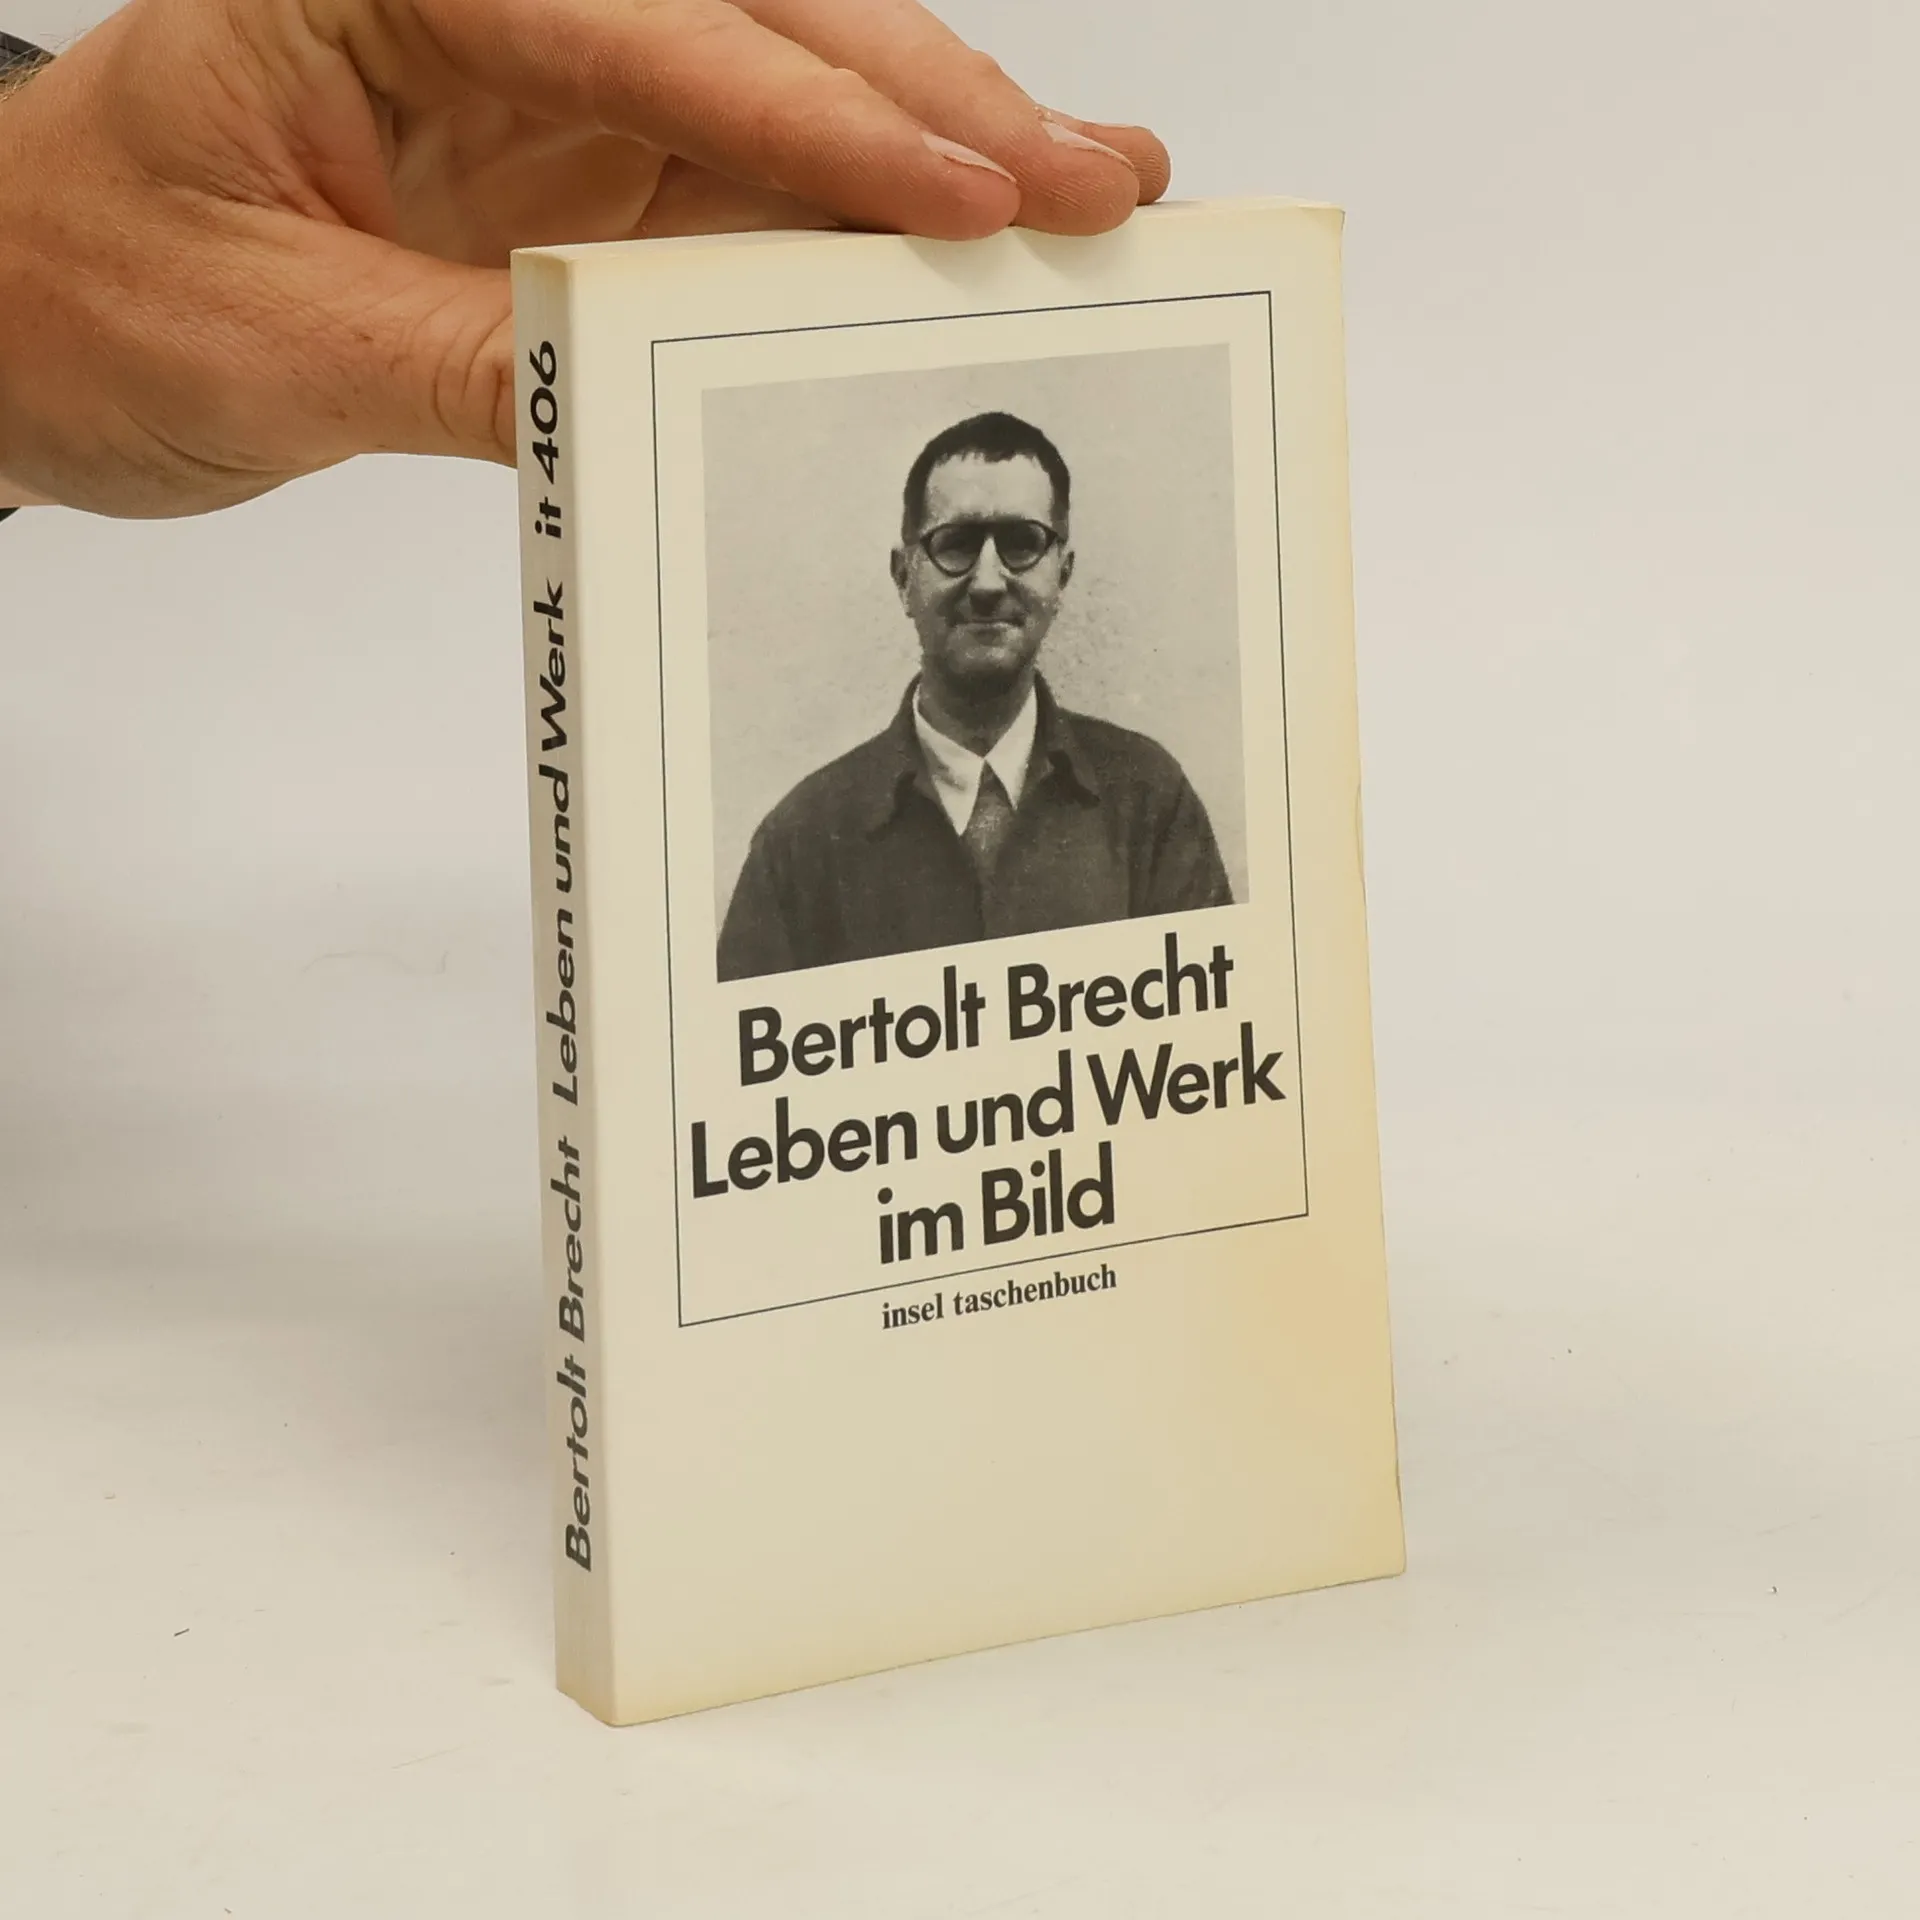 Bertolt Brecht Leben und Werk it 406
Bertolt Brecht
Leben und Werk
im Bild
insel taschenbuch